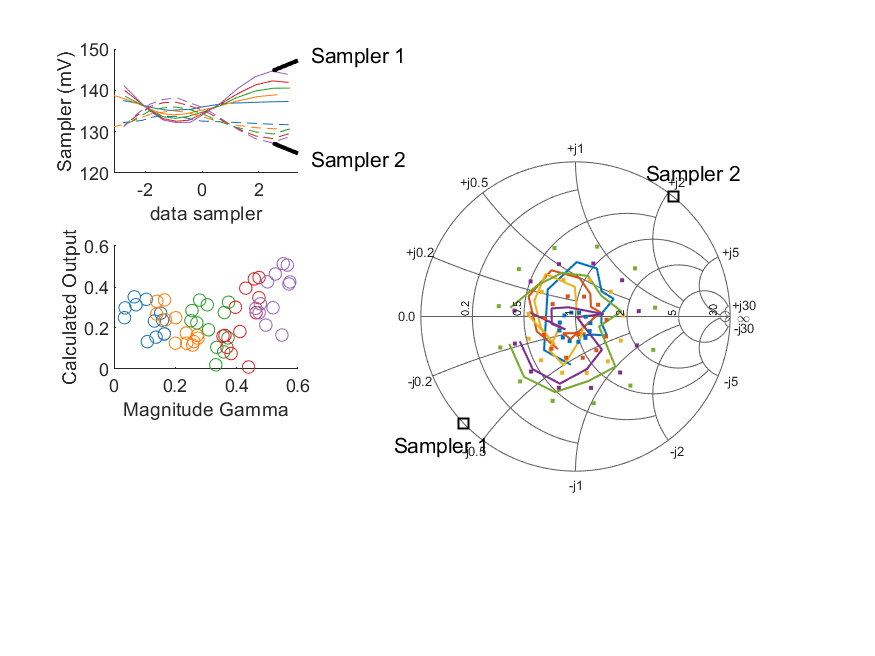 150
140
130
120
Sampler (mV)
-2
0
2
data sampler
Sampler 1
Sampler 2
0.6
0.4
0.2
0
Calculated Output
0
0.2
0.4
0.6
Magnitude Gamma
+j1
Sampler 2
+j2
+j0.5
+j0.2
+j5
0.0
0.2
0.5
1
2
5
30
+j30
∞
-j30
-j0.2
-j5
Sampler 1
-j0.5
-j2
-j1